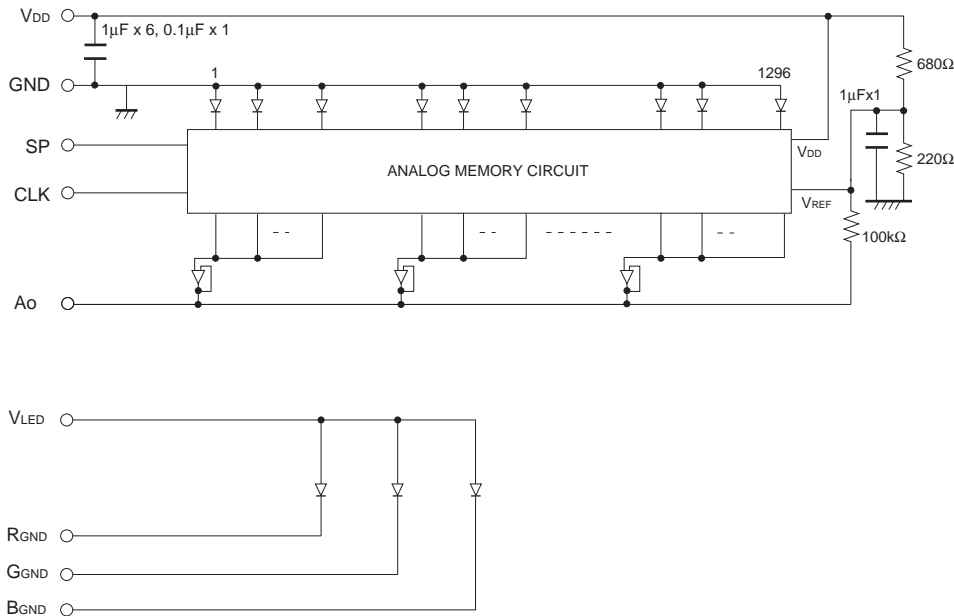 VDD
1µF x 6, 0.1µF x 1
680Ω
GND
1
1296
1µFx1
SP
VDD
ANALOG MEMORY CIRCUIT
220Ω
CLK
VREF
100kΩ
Ao
VLED
RGND
GGND
BGND